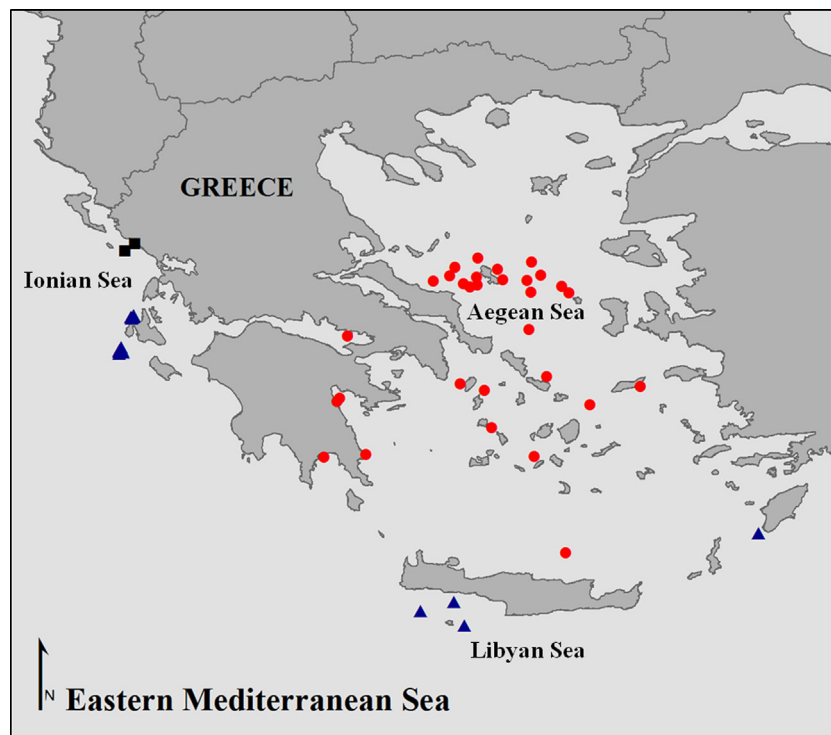 GREECE
Ionian Sea
Aegean Sea
Libyan Sea
N
Eastern Mediterranean Sea